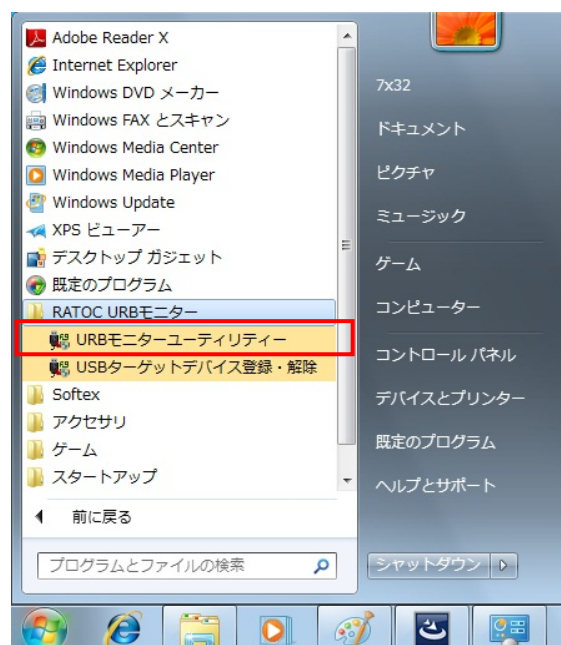 Adobe Reader X
Internet Explorer
Windows DVD メーカー
Windows FAX とスキャン
Windows Media Center
Windows Media Player
Windows Update
XPS ビューアー
デスクトップ ガジェット
既定のプログラム
RATOC URBモニター
URBモニターユーティリティー
USBターゲットデバイス登録・解除
Softex
アクセサリ
ゲーム
スタートアップ
前に戻る
プログラムとファイルの検索
7x32
ドキュメント
ピクチャ
ミュージック
ゲーム
コンピューター
コントロール パネル
デバイスとプリンター
既定のプログラム
ヘルプとサポート
シャットダウン